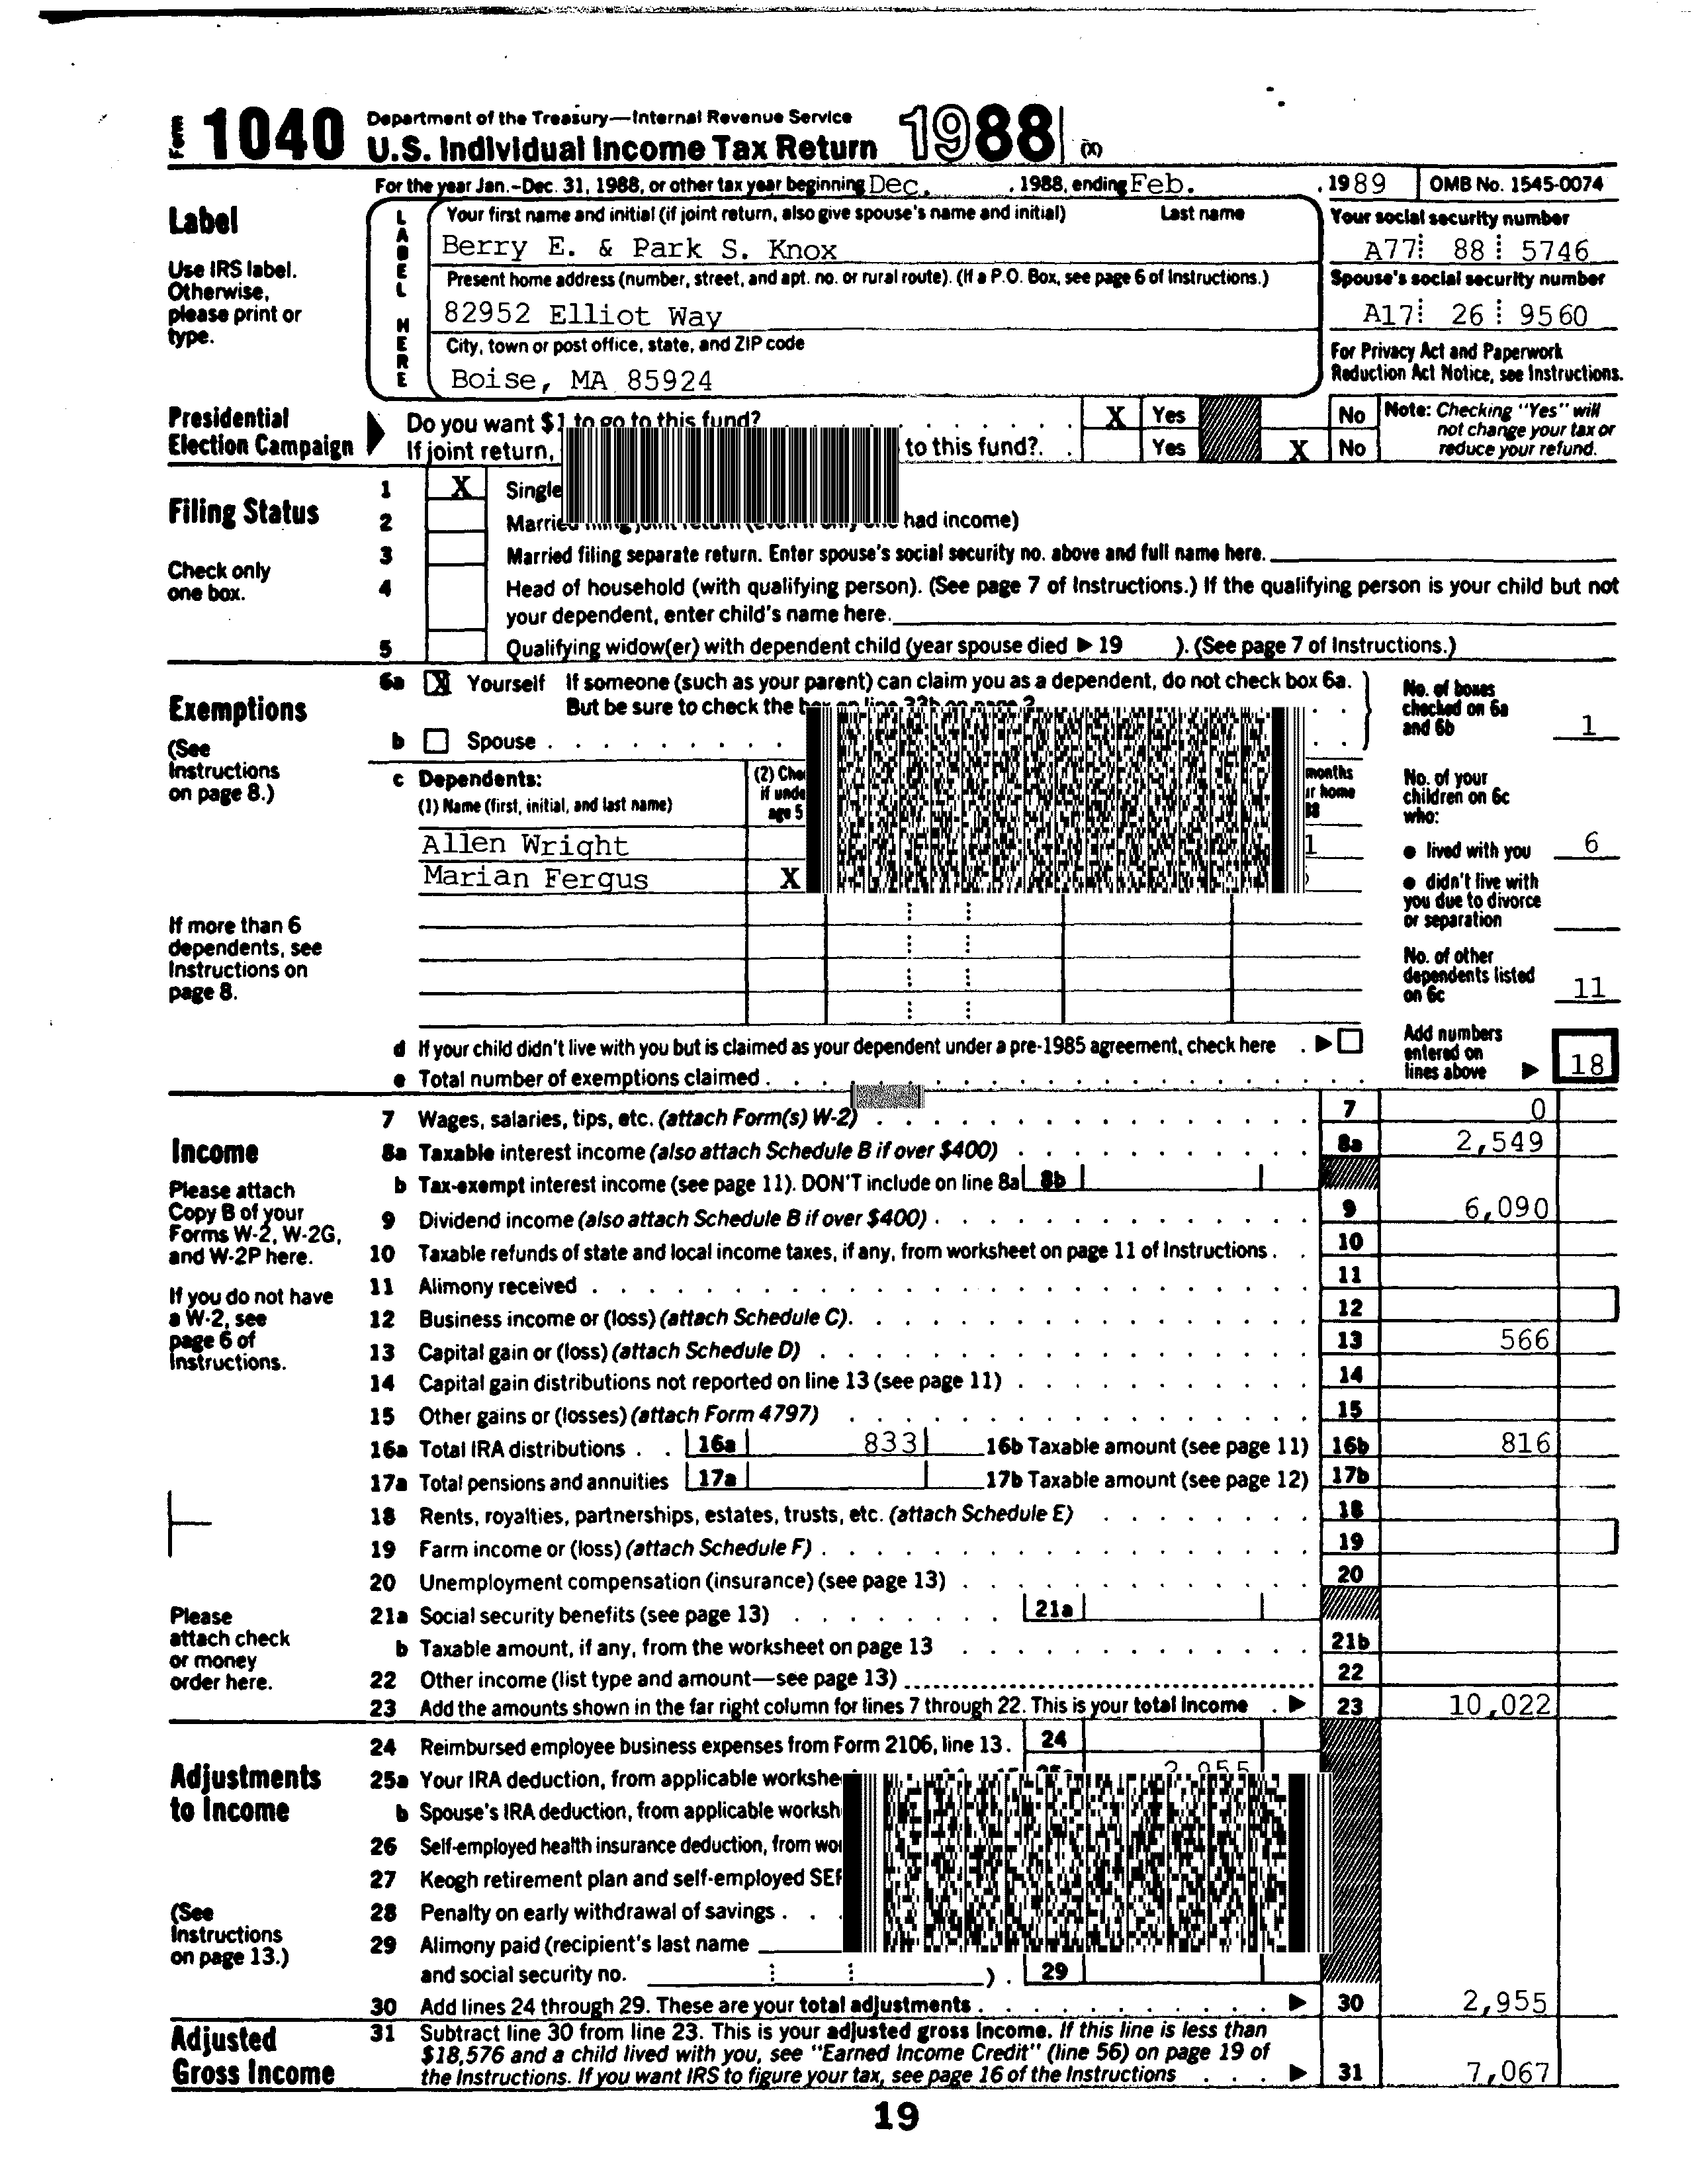 Form 1040 Department of the Treasury—Internal Revenue Service
U.S. Individual Income Tax Return 1988 (X)
For the year Jan.-Dec. 31, 1988, or other tax year beginning Dec. , 1988, ending Feb. , 1989 OMB No. 1545-0074
Label
Use IRS label.
Otherwise,
please print or
type.
LABEL HERE
Your first name and initial (if joint return, also give spouse's name and initial) Last name
Berry E. & Park S. Knox
Present home address (number, street, and apt. no. or rural route). (If a P.O. Box, see page 6 of Instructions.)
82952 Elliot Way
City, town or post office, state, and ZIP code
Boise, MA 85924
Your social security number
A77 88 5746
Spouse's social security number
A17 26 9560
For Privacy Act and Paperwork
Reduction Act Notice, see Instructions.
Presidential
Election Campaign
Do you want $1 to go to this fund? X Yes No
If joint return, to this fund?. Yes X No
Note: Checking "Yes" will
not change your tax or
reduce your refund.
Filing Status
Check only
one box.
1 X Single
2 Married filing joint return (even if only one had income)
3 Married filing separate return. Enter spouse's social security no. above and full name here.
4 Head of household (with qualifying person). (See page 7 of Instructions.) If the qualifying person is your child but not
your dependent, enter child's name here.
5 Qualifying widow(er) with dependent child (year spouse died ▶ 19 ). (See page 7 of Instructions.)
Exemptions
(See
Instructions
on page 8.)
If more than 6
dependents, see
Instructions on
page 8.
6a X Yourself If someone (such as your parent) can claim you as a dependent, do not check box 6a.
But be sure to check the box on line 33b on page 2
b Spouse
c Dependents:
(1) Name (first, initial, and last name)
(2)
if unde
age 5
months
home
Allen Wright 1
Marian Fergus X
No. of boxes
checked on 6a
and 6b 1
No. of your
children on 6c
who:
● lived with you 6
● didn't live with
you due to divorce
or separation
No. of other
dependents listed
on 6c 11
d If your child didn't live with you but is claimed as your dependent under a pre-1985 agreement, check here . ▶
e Total number of exemptions claimed
Add numbers
entered on
lines above ▶ 18
Income
Please attach
Copy B of your
Forms W-2, W-2G,
and W-2P here.
If you do not have
a W-2, see
page 6 of
Instructions.
Please
attach check
or money
order here.
7 Wages, salaries, tips, etc. (attach Form(s) W-2) 7 0
8a Taxable interest income (also attach Schedule B if over $400) 8a 2,549
b Tax-exempt interest income (see page 11). DON'T include on line 8a 8b
9 Dividend income (also attach Schedule B if over $400) 9 6,090
10 Taxable refunds of state and local income taxes, if any, from worksheet on page 11 of Instructions 10
11 Alimony received 11
12 Business income or (loss) (attach Schedule C) 12
13 Capital gain or (loss) (attach Schedule D) 13 566
14 Capital gain distributions not reported on line 13 (see page 11) 14
15 Other gains or (losses) (attach Form 4797) 15
16a Total IRA distributions 16a 833 16b Taxable amount (see page 11) 16b 816
17a Total pensions and annuities 17a 17b Taxable amount (see page 12) 17b
18 Rents, royalties, partnerships, estates, trusts, etc. (attach Schedule E) 18
19 Farm income or (loss) (attach Schedule F) 19
20 Unemployment compensation (insurance) (see page 13) 20
21a Social security benefits (see page 13) 21a
b Taxable amount, if any, from the worksheet on page 13 21b
22 Other income (list type and amount—see page 13) 22
23 Add the amounts shown in the far right column for lines 7 through 22. This is your total income . ▶ 23 10,022
Adjustments
to Income
(See
Instructions
on page 13.)
24 Reimbursed employee business expenses from Form 2106, line 13. 24
25a Your IRA deduction, from applicable workshe 2,955
b Spouse's IRA deduction, from applicable worksh
26 Self-employed health insurance deduction, from wor
27 Keogh retirement plan and self-employed SEP
28 Penalty on early withdrawal of savings
29 Alimony paid (recipient's last name
and social security no. ) . 29
30 Add lines 24 through 29. These are your total adjustments ▶ 30 2,955
Adjusted
Gross Income
31 Subtract line 30 from line 23. This is your adjusted gross income. If this line is less than
$18,576 and a child lived with you, see "Earned Income Credit" (line 56) on page 19 of
the Instructions. If you want IRS to figure your tax, see page 16 of the Instructions ▶ 31 7,067
19